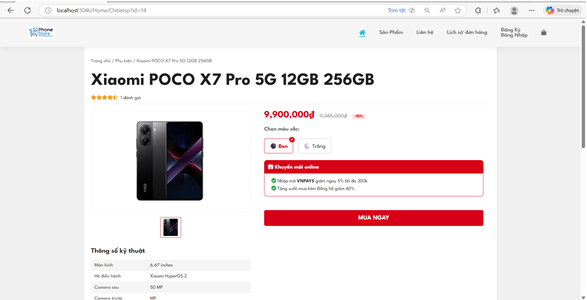 localhost:5046/Home/Chitietsp?id=14
Tóm tắt
Trò chuyện
Phone
Store
Sản Phẩm
Liên hệ
Lịch sử đơn hàng
Đăng Ký
Đăng Nhập
Trang chủ / Phụ kiện / Xiaomi POCO X7 Pro 5G 12GB 256GB
Xiaomi POCO X7 Pro 5G 12GB 256GB
1 đánh giá
9,900,000₫
-15%
Chọn màu sắc:
Đen
Trắng
Khuyến mãi online
Nhập mã VNPAY5 giảm ngay 5% tối đa 300k
Tặng suất mua kèm Đồng hồ giảm 40%
MUA NGAY
Thông số kỹ thuật
Màn hình 6.67 inches
Hệ điều hành Xiaomi HyperOS 2
Camera sau 50 MP
Camera trước MP